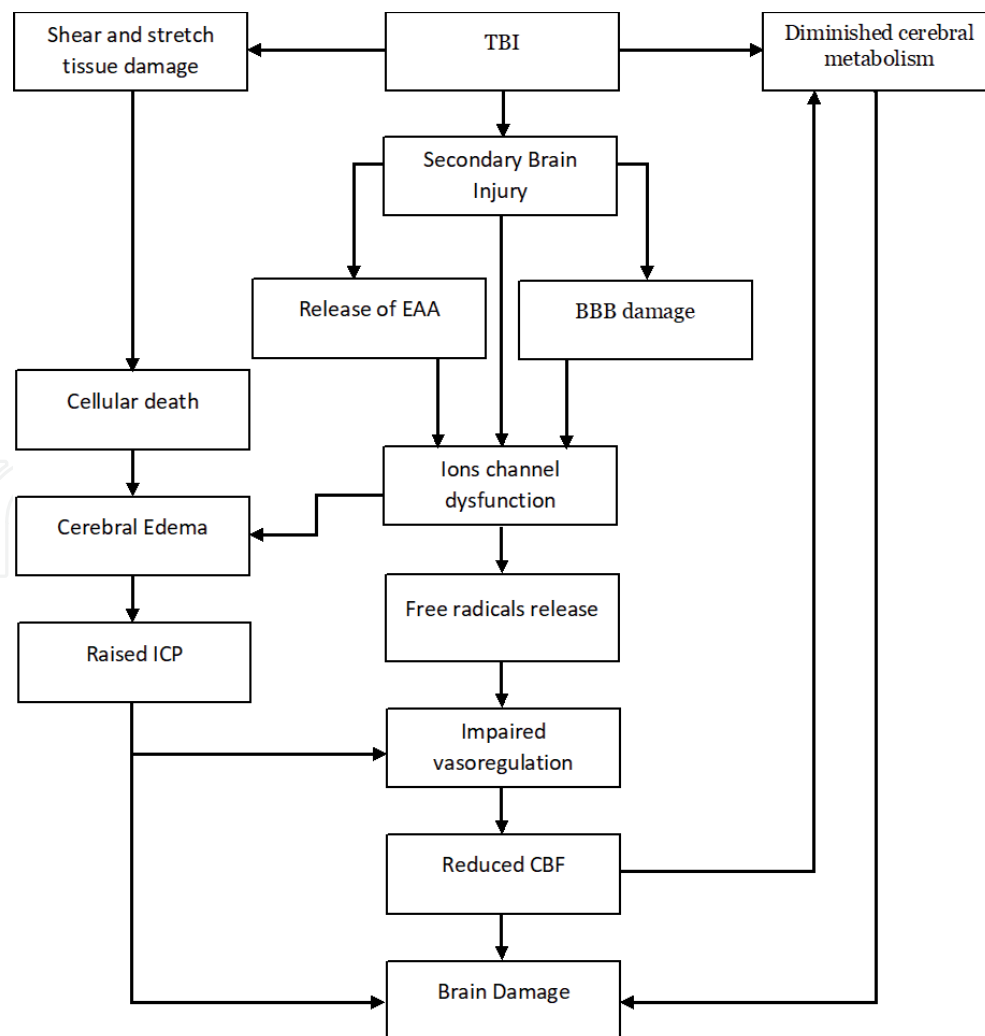 Shear and stretch
tissue damage
TBI
Diminished cerebral
metabolism
Secondary Brain
Injury
Release of EAA
BBB damage
Cellular death
Ions channel
dysfunction
Cerebral Edema
Free radicals release
Raised ICP
Impaired
vasoregulation
Reduced CBF
Brain Damage